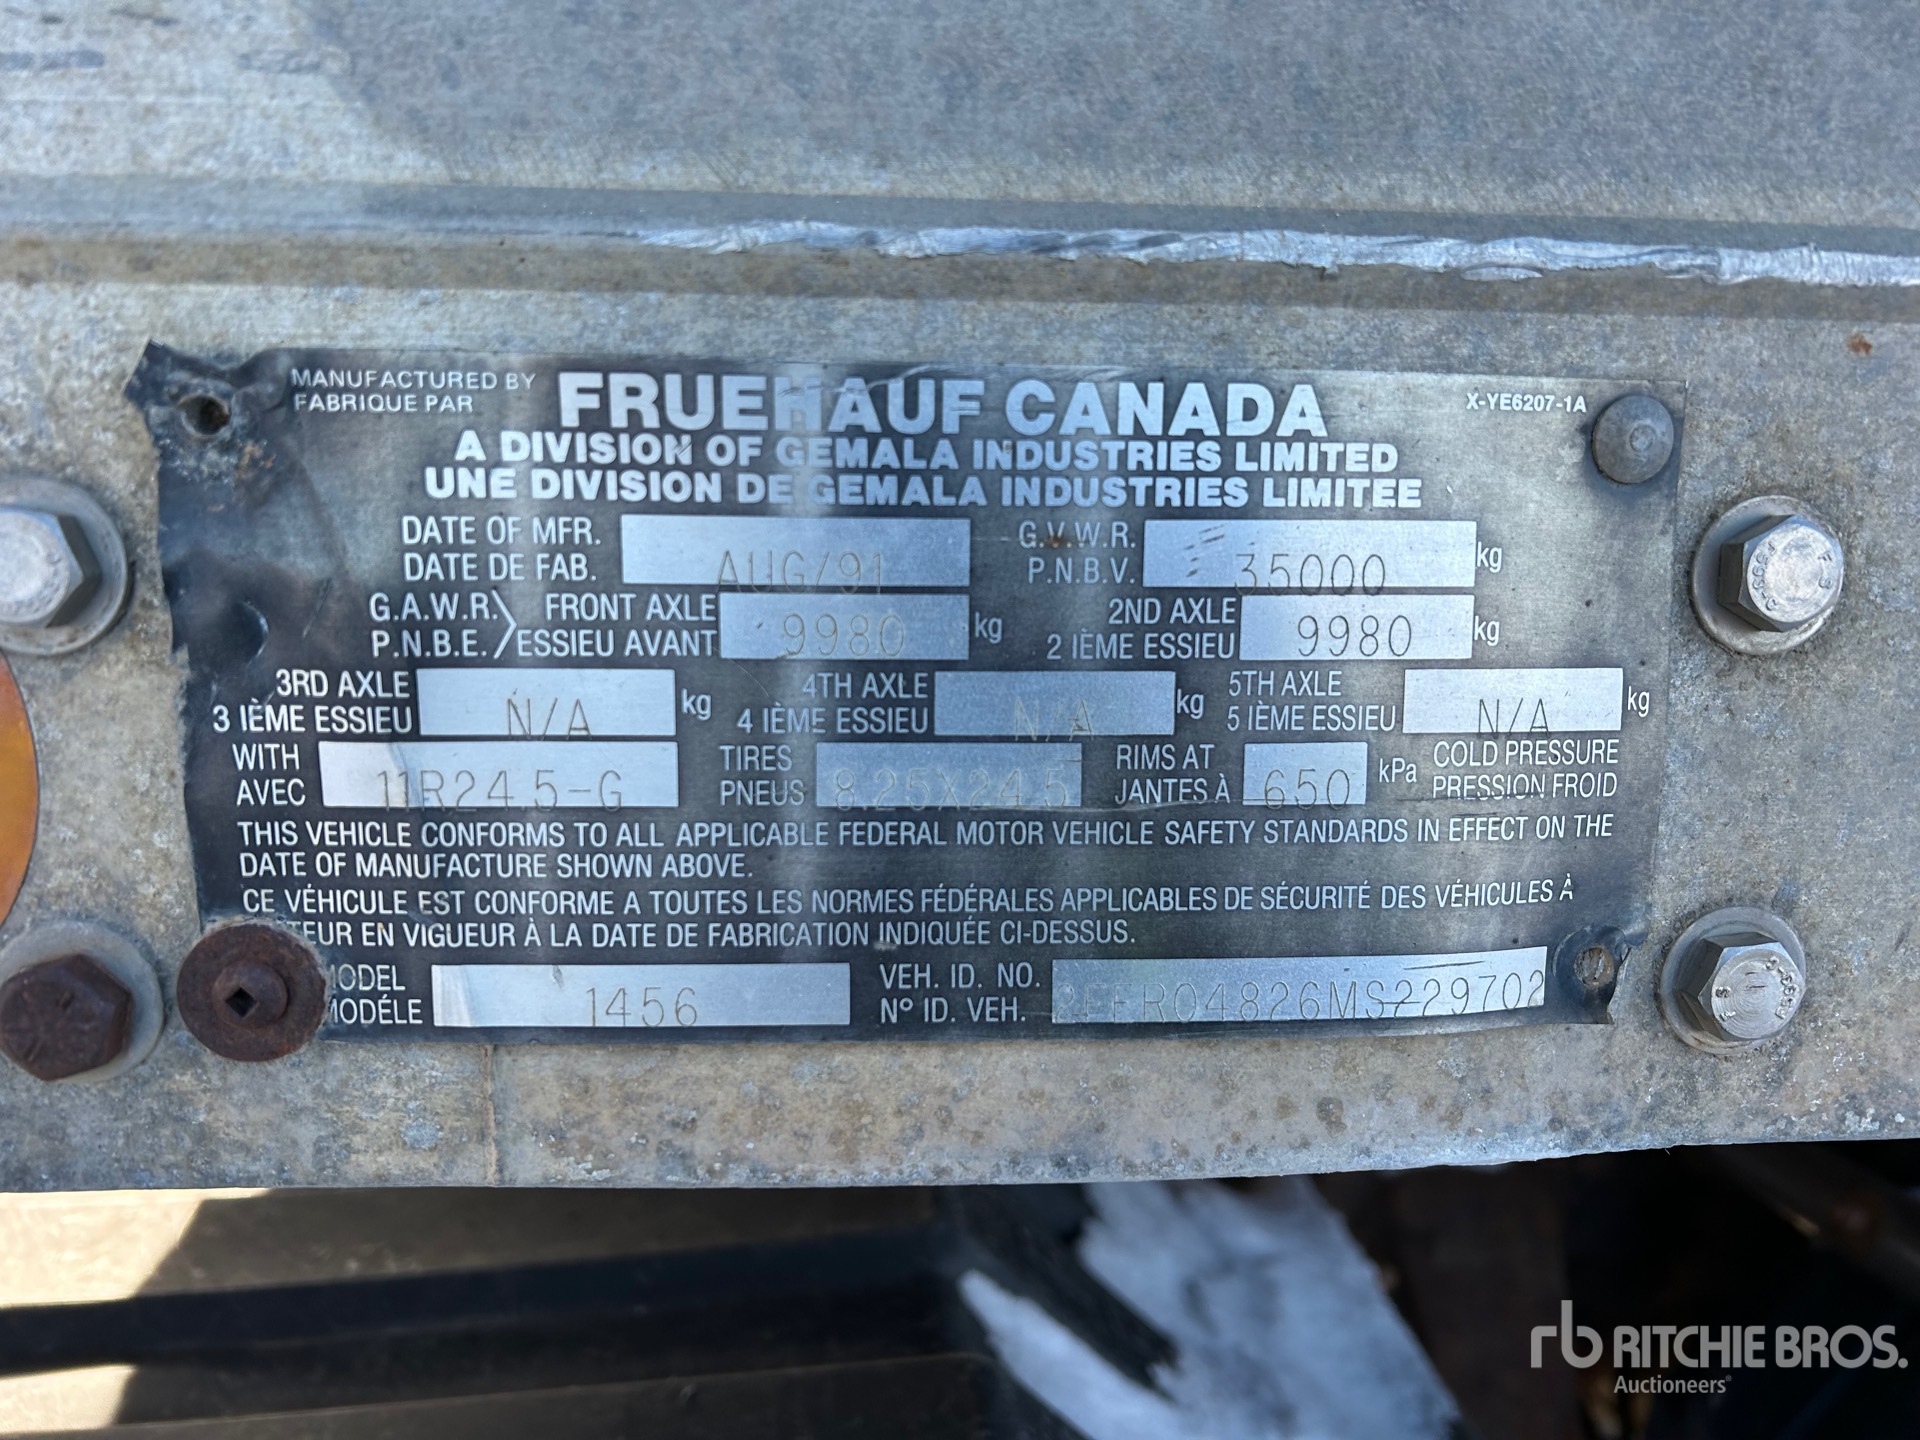 MANUFACTURED BY
FABRIQUE PAR
FRUEHAUF CANADA
X-YE6207-1A
A DIVISION OF GEMALA INDUSTRIES LIMITED
UNE DIVISION DE GEMALA INDUSTRIES LIMITEE
DATE OF MFR. AUG/91 G.V.W.R. 35000 kg
DATE DE FAB. P.N.B.V.
G.A.W.R. FRONT AXLE 9980 kg 2ND AXLE 9980 kg
P.N.B.E. ESSIEU AVANT 2 IÈME ESSIEU
3RD AXLE N/A kg 4TH AXLE N/A kg 5TH AXLE N/A kg
3 IÈME ESSIEU 4 IÈME ESSIEU 5 IÈME ESSIEU
WITH 11R24.5-G TIRES 8.25X24.5 RIMS AT 650 kPa COLD PRESSURE
AVEC PNEUS JANTES À PRESSION FROID
THIS VEHICLE CONFORMS TO ALL APPLICABLE FEDERAL MOTOR VEHICLE SAFETY STANDARDS IN EFFECT ON THE
DATE OF MANUFACTURE SHOWN ABOVE.
CE VÉHICULE EST CONFORME A TOUTES LES NORMES FÉDÉRALES APPLICABLES DE SÉCURITÉ DES VÉHICULES À
TEUR EN VIGUEUR À LA DATE DE FABRICATION INDIQUÉE CI-DESSUS.
MODEL 1456 VEH. ID. NO. 2FER04826MS229702
MODÉLE N° ID. VEH.
rb RITCHIE BROS.
Auctioneers